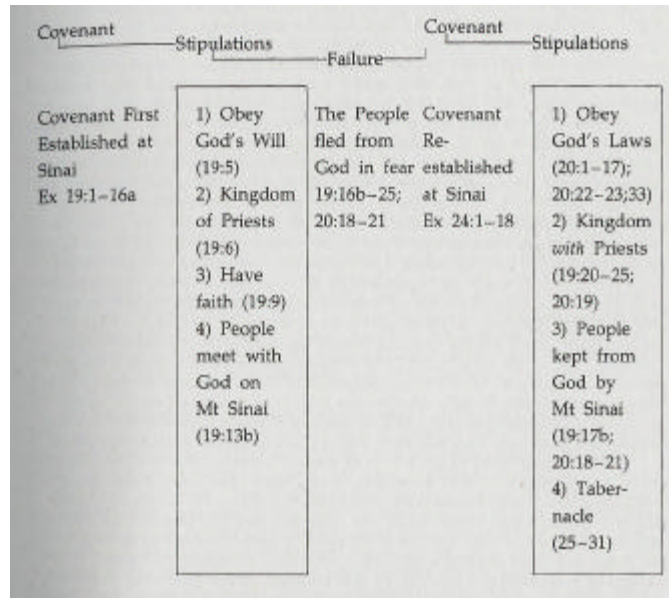 Covenant
Stipulations
Failure
Covenant
Stipulations
Covenant First
Established at
Sinai
Ex 19:1–16a
1) Obey
God's Will
(19:5)
2) Kingdom
of Priests
(19:6)
3) Have
faith (19:9)
4) People
meet with
God on
Mt Sinai
(19:13b)
The People
fled from
God in fear
19:16b–25;
20:18–21
Covenant
Re-
established
at Sinai
Ex 24:1–18
1) Obey
God's Laws
(20:1–17);
20:22–23;33)
2) Kingdom
with Priests
(19:20–25;
20:19)
3) People
kept from
God by
Mt Sinai
(19:17b;
20:18–21)
4) Taber-
nacle
(25–31)